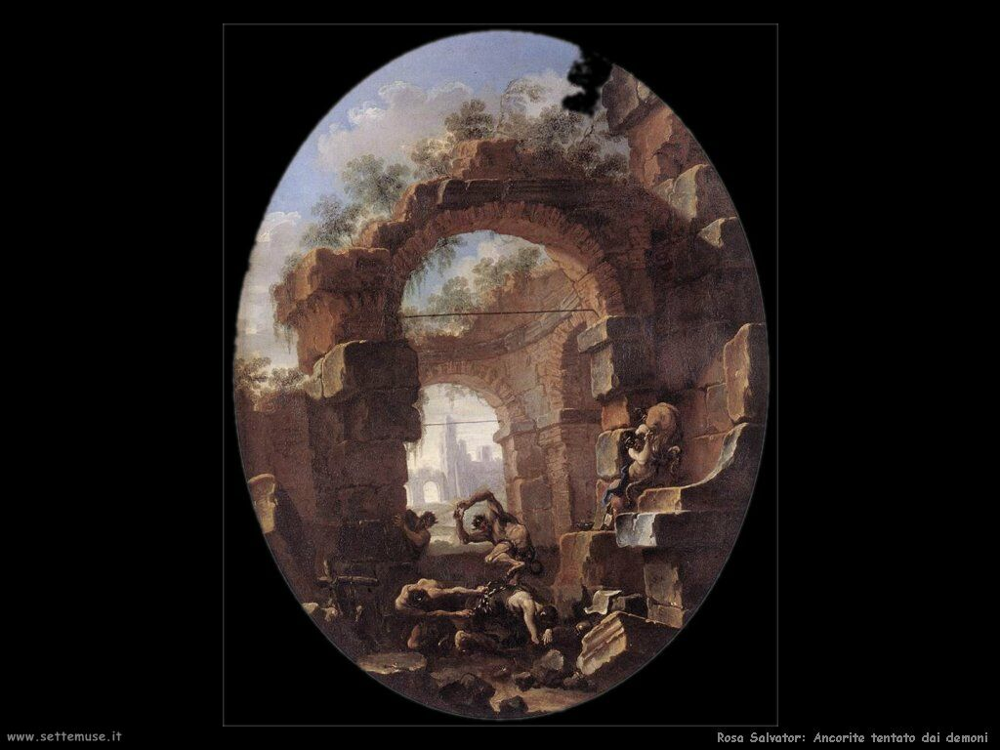 www.settemuse.it
Rosa Salvator: Ancorite tentato dai demoni